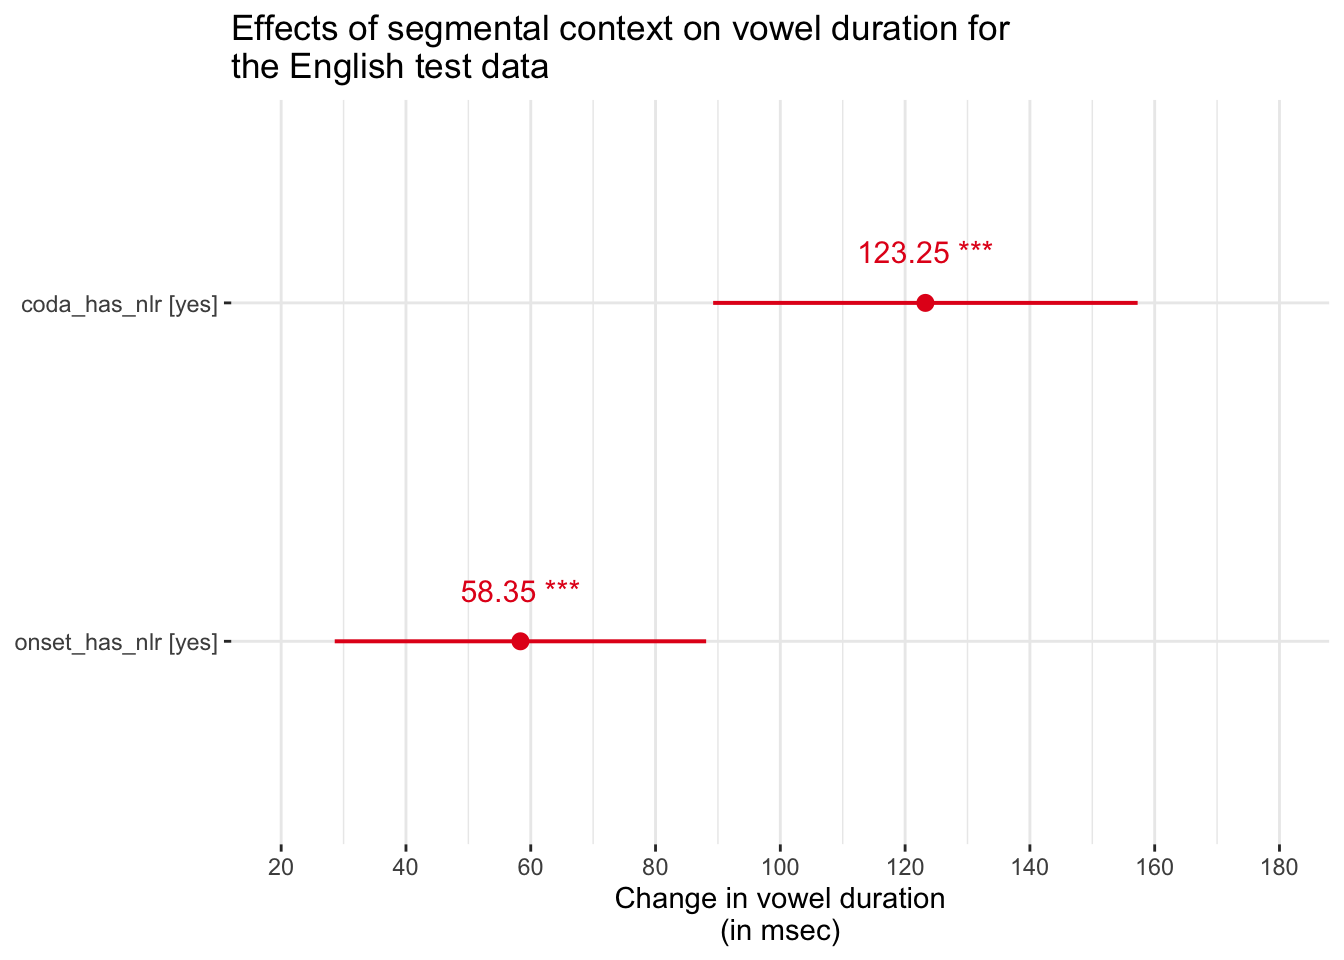 Effects of segmental context on vowel duration for
the English test data
123.25 ***
coda_has_nlr [yes]
58.35 ***
onset_has_nlr [yes]
20 40 60 80 100 120 140 160 180
Change in vowel duration
(in msec)